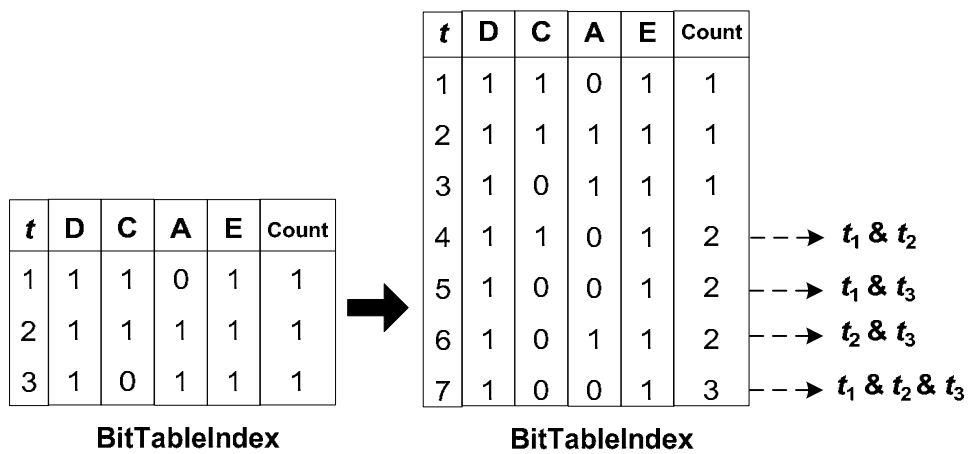 t D C A E Count
1 1 1 0 1 1
2 1 1 1 1 1
3 1 0 1 1 1
BitTableIndex
t D C A E Count
1 1 1 0 1 1
2 1 1 1 1 1
3 1 0 1 1 1
4 1 1 0 1 2 t₁ & t₂
5 1 0 0 1 2 t₁ & t₃
6 1 0 1 1 2 t₂ & t₃
7 1 0 0 1 3 t₁ & t₂ & t₃
BitTableIndex